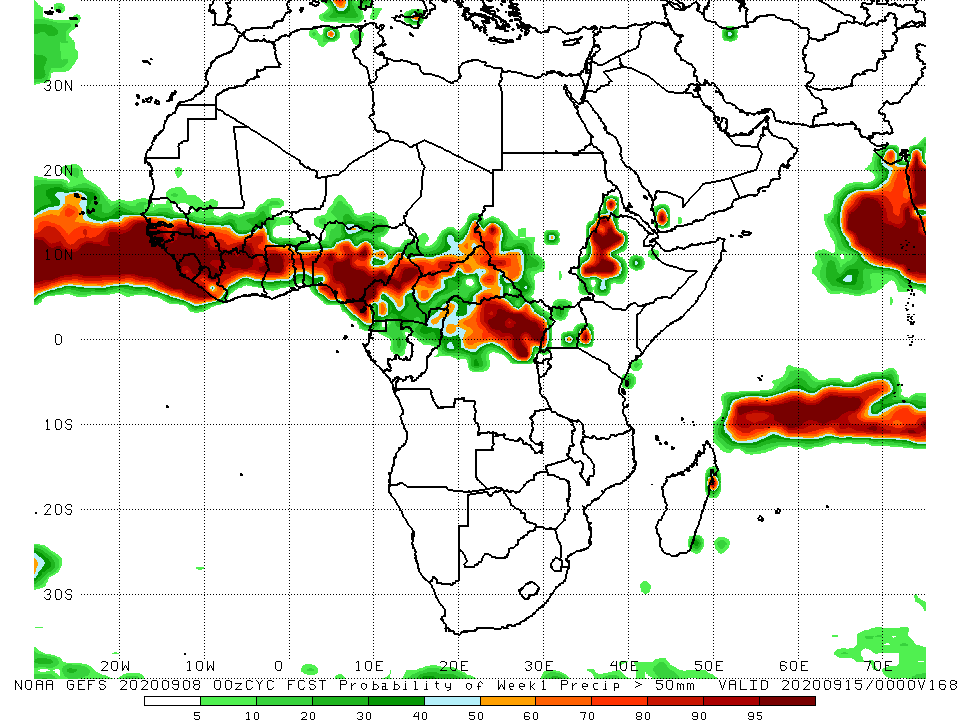 30N
20N
10N
0
10S
20S
30S
20W 10W 0 10E 20E 30E 40E 50E 60E 70E
NOAA GEFS 20200908 00zCYC FCST Probability of Week1 Precip > 50mm VALID 20200915/0000V168
5 10 20 30 40 50 60 70 80 90 95